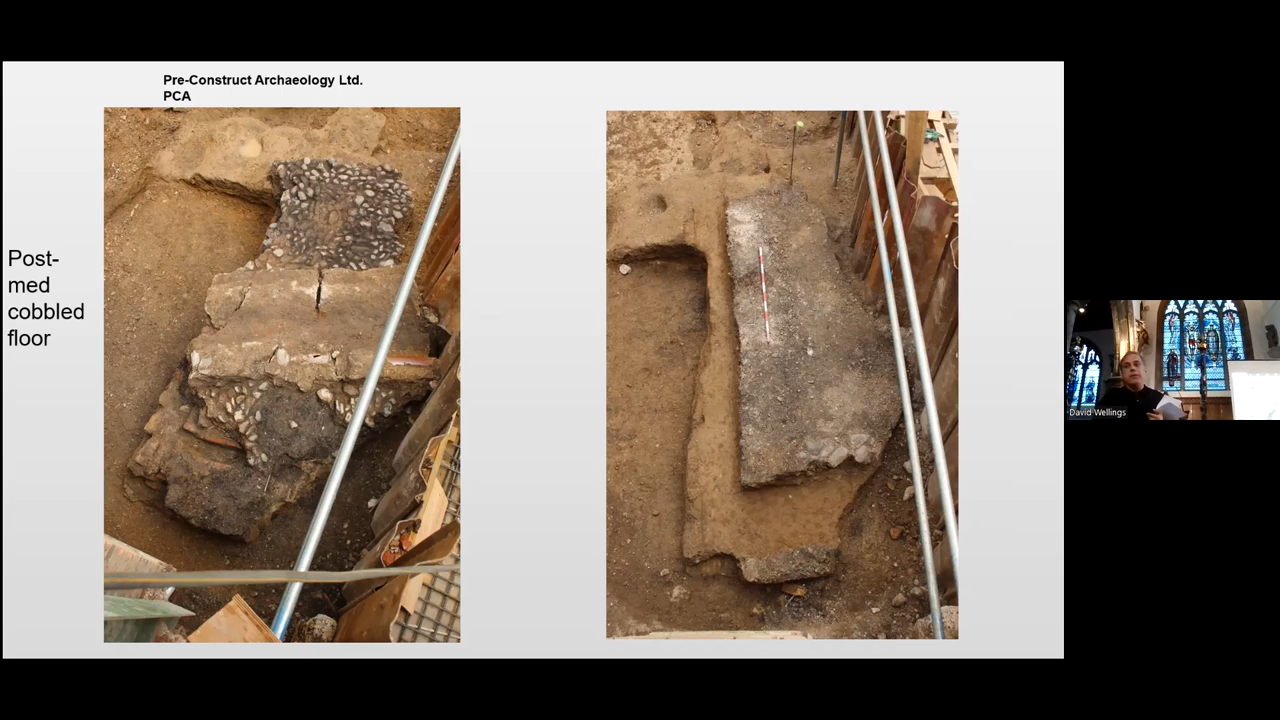 Pre-Construct Archaeology Ltd.
PCA
Post-
med
cobbled
floor
David Wellings